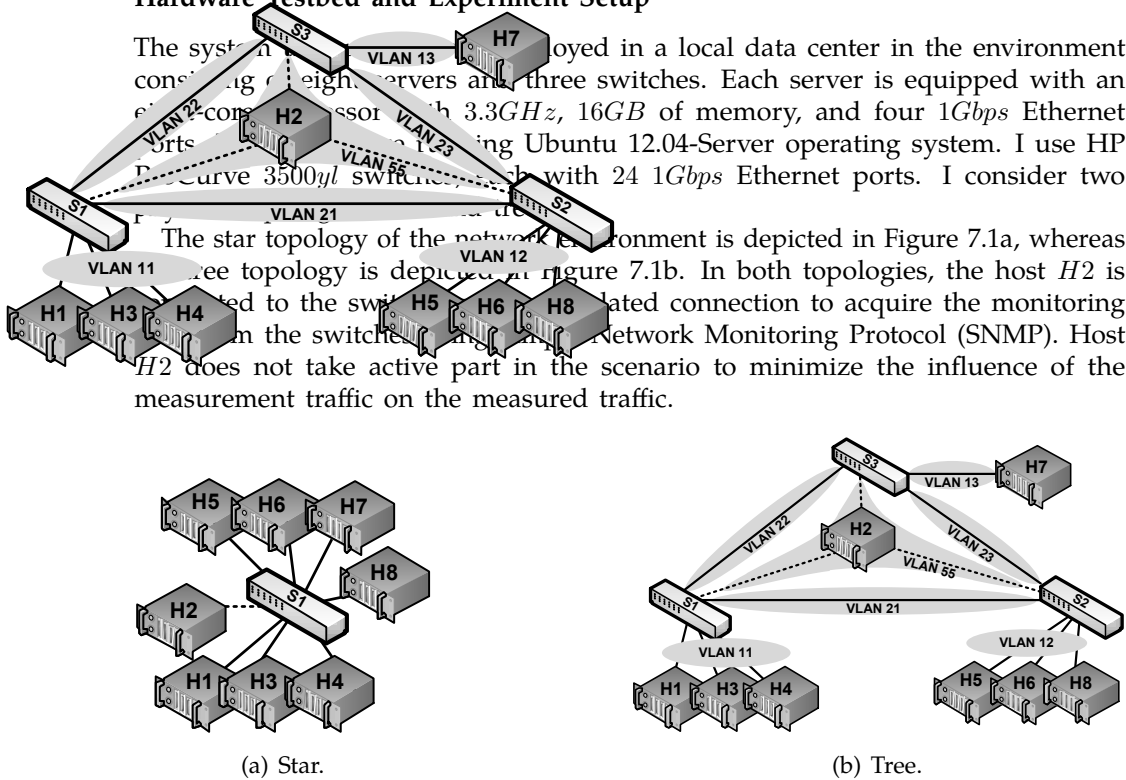 Hardware Testbed and Experiment Setup
S3
H7
VLAN 13
H2
VLAN 22
VLAN 23
VLAN 55
S1
S2
VLAN 21
VLAN 11
VLAN 12
H1 H3 H4
H5 H6 H8
The system oyed in a local data center in the environment
eight servers and three switches. Each server is equipped with an
3.3GHz, 16GB of memory, and four 1Gbps Ethernet
Ubuntu 12.04-Server operating system. I use HP
3500yl switches, with 24 1Gbps Ethernet ports. I consider two
The star topology of the network environment is depicted in Figure 7.1a, whereas
tree topology is depicted in Figure 7.1b. In both topologies, the host H2 is
to the lated connection to acquire the monitoring
the switches Network Monitoring Protocol (SNMP). Host
H2 does not take active part in the scenario to minimize the influence of the
measurement traffic on the measured traffic.
H5 H6 H7
H8
S1
H2
H1 H3 H4
(a) Star.
S3
H7
VLAN 13
H2
VLAN 22
VLAN 23
VLAN 55
S1
S2
VLAN 21
VLAN 11
VLAN 12
H1 H3 H4
H5 H6 H8
(b) Tree.